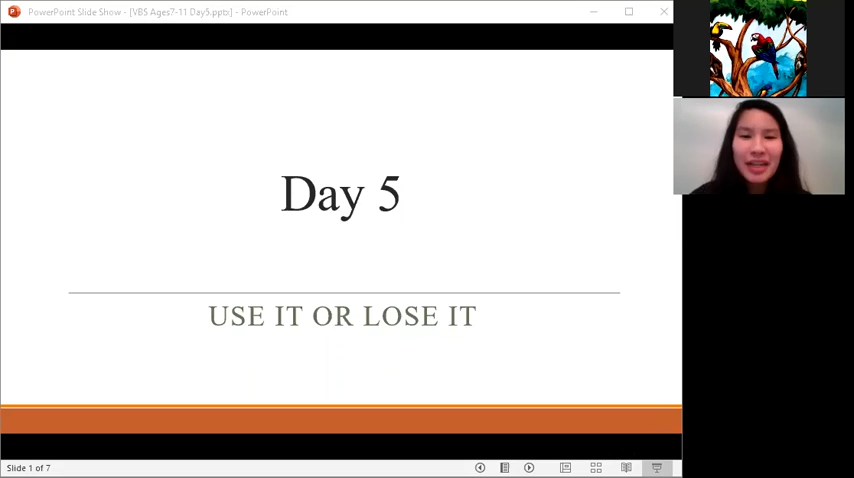 PowerPoint Slide Show - [VBS Ages7-11 Day5.pptx] - PowerPoint
Day 5
USE IT OR LOSE IT
Slide 1 of 7